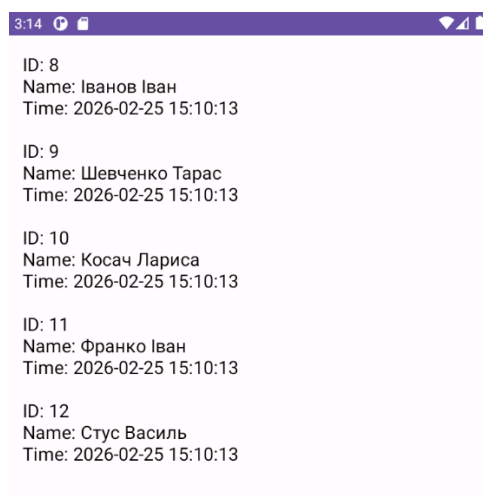 3:14
ID: 8
Name: Іванов Іван
Time: 2026-02-25 15:10:13
ID: 9
Name: Шевченко Тарас
Time: 2026-02-25 15:10:13
ID: 10
Name: Косач Лариса
Time: 2026-02-25 15:10:13
ID: 11
Name: Франко Іван
Time: 2026-02-25 15:10:13
ID: 12
Name: Стус Василь
Time: 2026-02-25 15:10:13